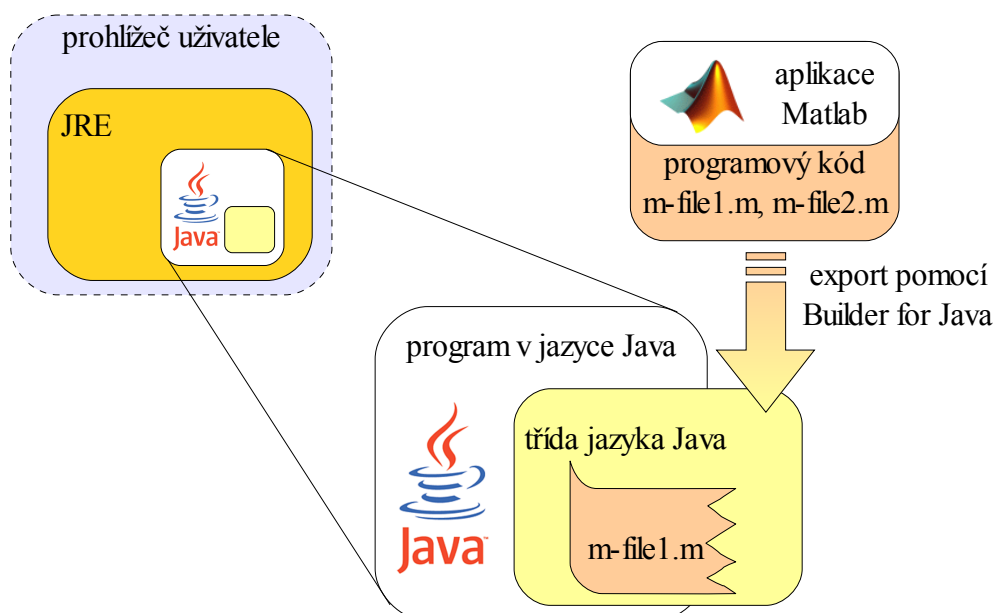 prohlížeč uživatele
JRE
Java
aplikace
Matlab
programový kód
m-file1.m, m-file2.m
export pomocí
Builder for Java
program v jazyce Java
Java
třída jazyka Java
m-file1.m